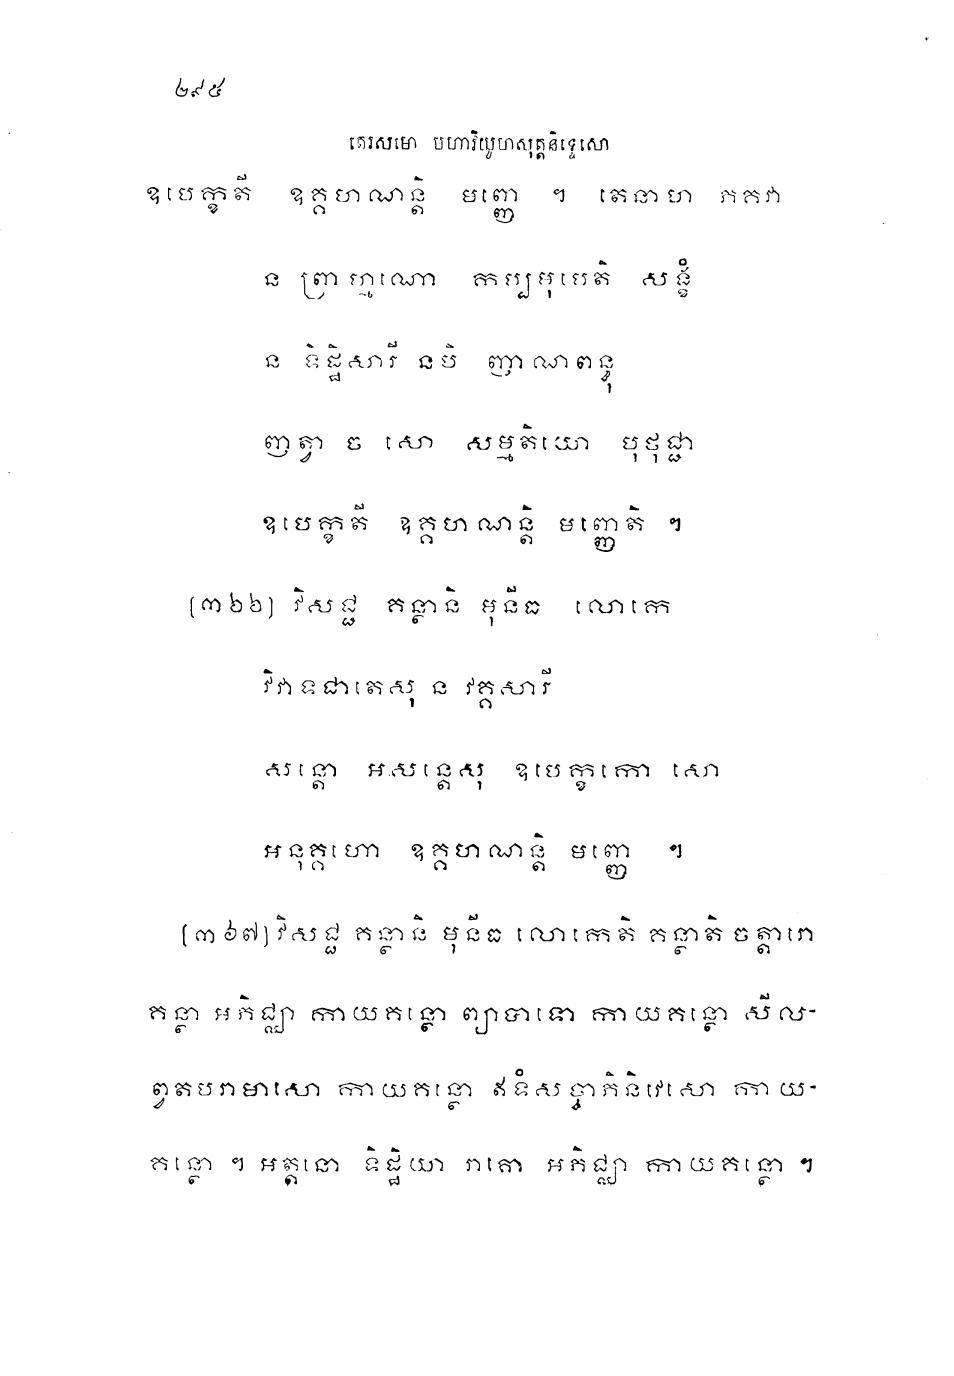 ២៩៥
តេរសមោ មហាវិយូហសុត្តនិទ្ទេសោ
ឧបេក្ខតី ឧគ្គហណន្តិ មញ្ញេ ។ តេនាហ ភគវា
ន ព្រាហ្មណោ កប្បមុបេតិ សង្ខំ
ន ទិដ្ឋិសារី នបិ ញាណពន្ធុ
ញត្វា ច សោ សម្មតិយោ បុថុជ្ជា
ឧបេក្ខតី ឧគ្គហណន្តិ មញ្ញេតិ ។
[៣៦៦] វិសជ្ជ គន្ថានិ មុនីធ លោកេ
វិវាទជាតេសុ ន វគ្គសារី
សន្តោ អសន្តេសុ ឧបេក្ខកោ សោ
អនុគ្គហោ ឧគ្គហណន្តិ មញ្ញេ ។
[៣៦៧] វិសជ្ជ គន្ថានិ មុនីធ លោកេតិ គន្ថាតិ ចត្តារោ
គន្ថា អភិជ្ឈា កាយគន្ថោ ព្យាបាទោ កាយគន្ថោ សីល-
ព្វតបរាមាសោ កាយគន្ថោ ឥទំសច្ចាភិនិវេសោ កាយ-
គន្ថោ ។ អត្តនោ ទិដ្ឋិយា រាគោ អភិជ្ឈា កាយគន្ថោ ។